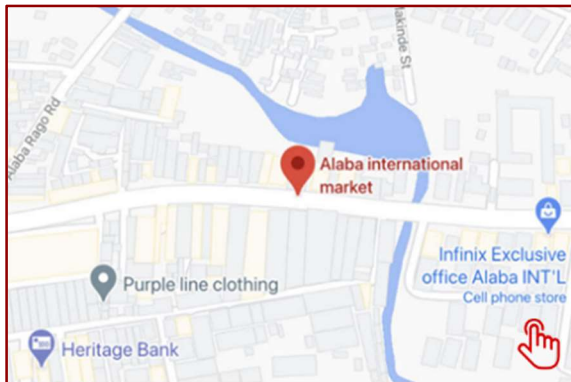 Makinde St
Alaba Rago Rd
Alaba international
market
Infinix Exclusive
office Alaba INT'L
Cell phone store
Purple line clothing
Heritage Bank